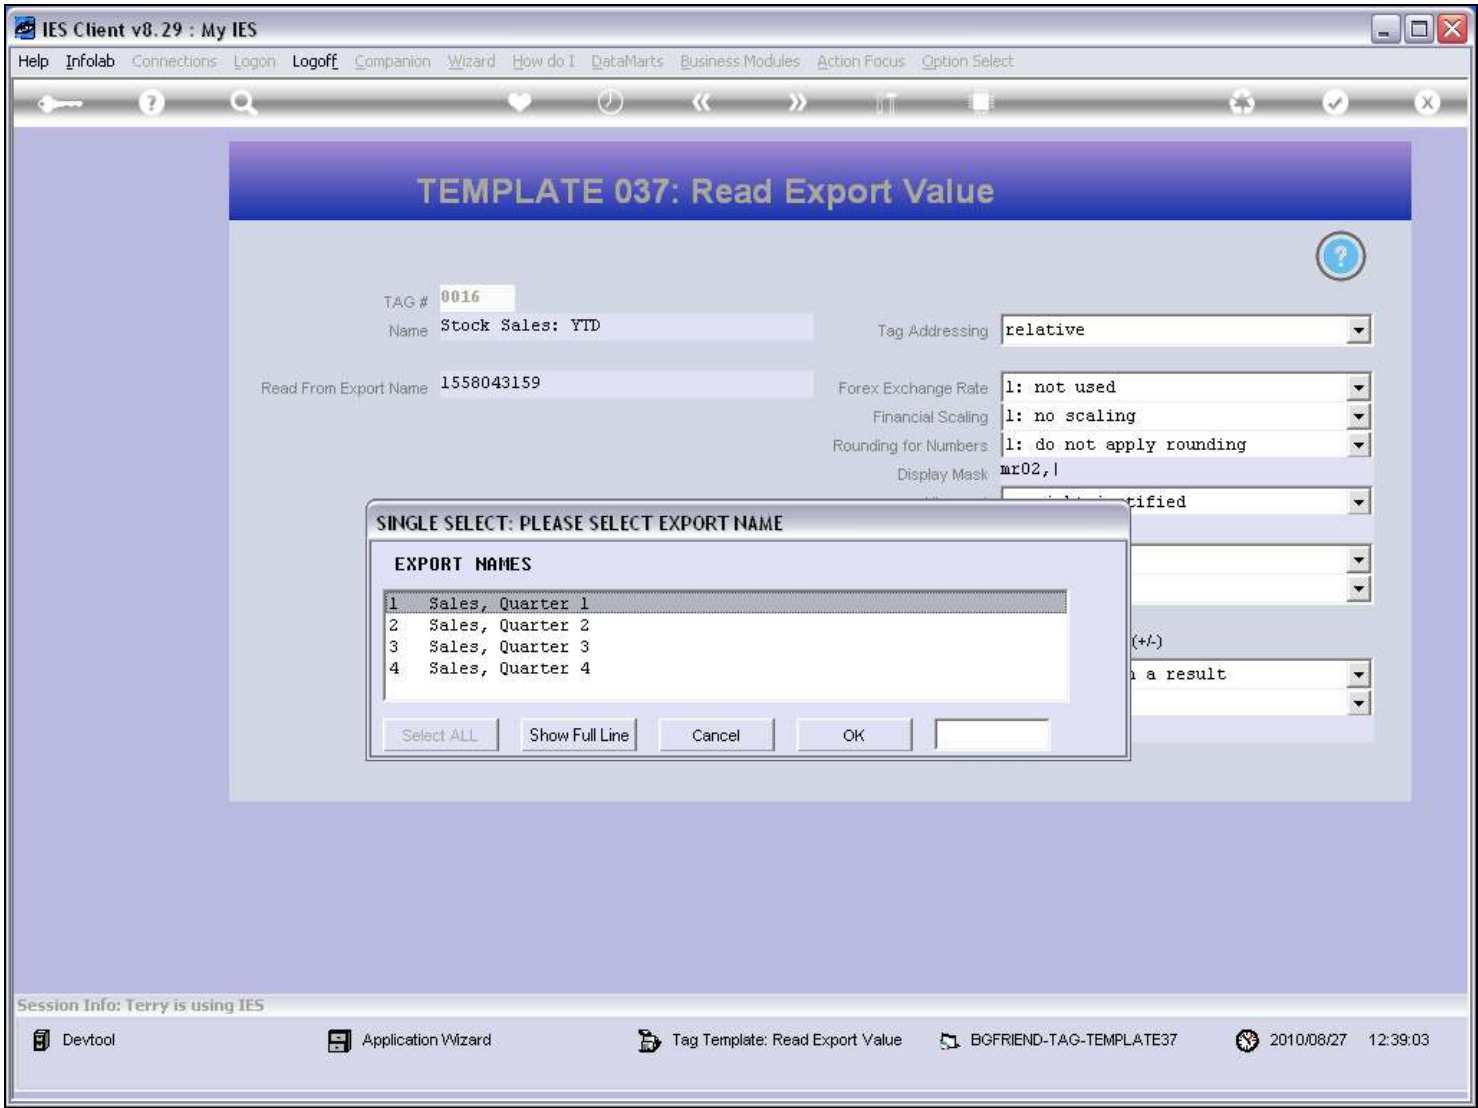 IES Client v8.29 : My IES
Help Infolab Connections Logon Logoff Companion Wizard How do I DataMarts Business Modules Action Focus Option Select
TEMPLATE 037: Read Export Value
TAG # 0016
Name Stock Sales: YTD
Tag Addressing relative
Read From Export Name 1558043159
Forex Exchange Rate 1: not used
Financial Scaling 1: no scaling
Rounding for Numbers 1: do not apply rounding
Display Mask mr02,|
tified
SINGLE SELECT: PLEASE SELECT EXPORT NAME
EXPORT NAMES
1 Sales, Quarter 1
2 Sales, Quarter 2
3 Sales, Quarter 3
4 Sales, Quarter 4
(+/-)
a result
Select ALL Show Full Line Cancel OK
Session Info: Terry is using IES
Devtool Application Wizard Tag Template: Read Export Value BGFRIEND-TAG-TEMPLATE37 2010/08/27 12:39:03